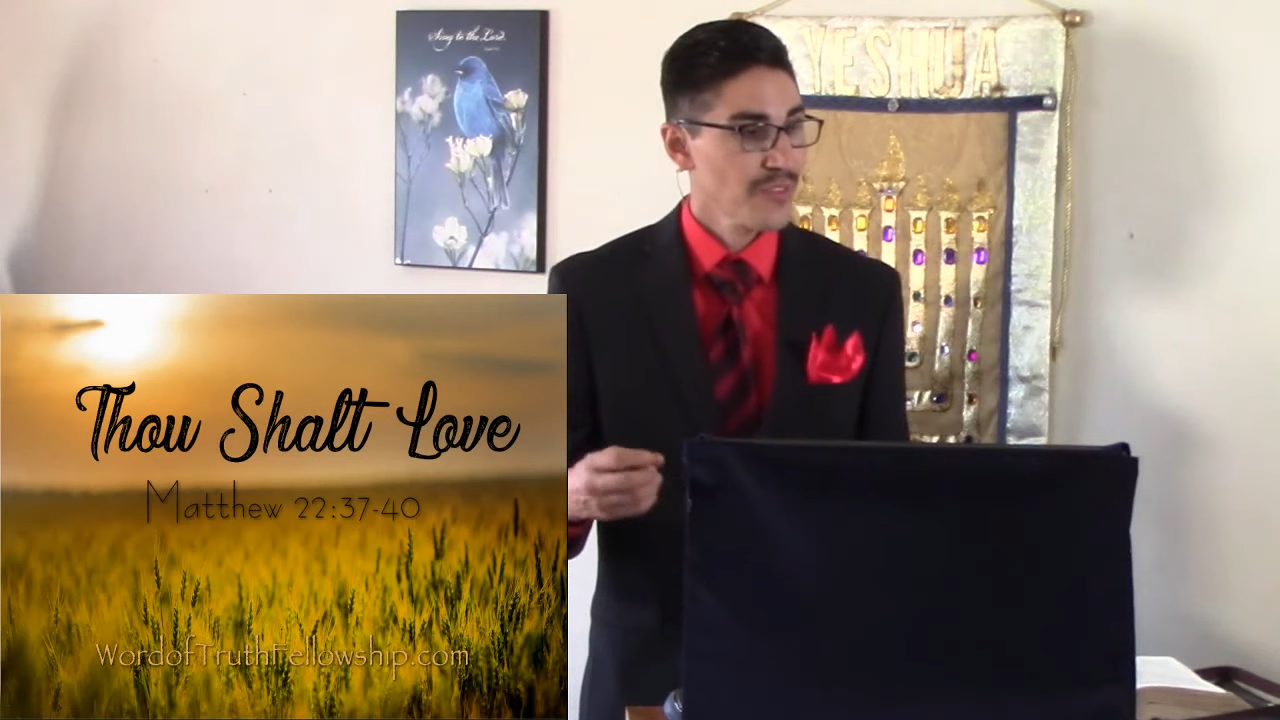 Sing to the Lord
YESHUA
Thou Shalt Love
Matthew 22:37-40
WordofTruthFellowship.com